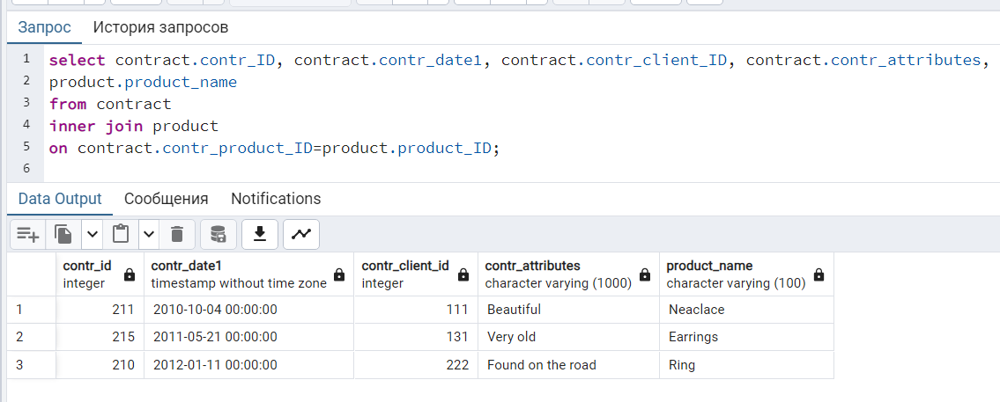 Запрос История запросов
1 select contract.contr_ID, contract.contr_date1, contract.contr_client_ID, contract.contr_attributes,
2 product.product_name
3 from contract
4 inner join product
5 on contract.contr_product_ID=product.product_ID;
6
Data Output Сообщения Notifications
contr_id contr_date1 contr_client_id contr_attributes product_name
integer timestamp without time zone integer character varying (1000) character varying (100)
1 211 2010-10-04 00:00:00 111 Beautiful Neaclace
2 215 2011-05-21 00:00:00 131 Very old Earrings
3 210 2012-01-11 00:00:00 222 Found on the road Ring